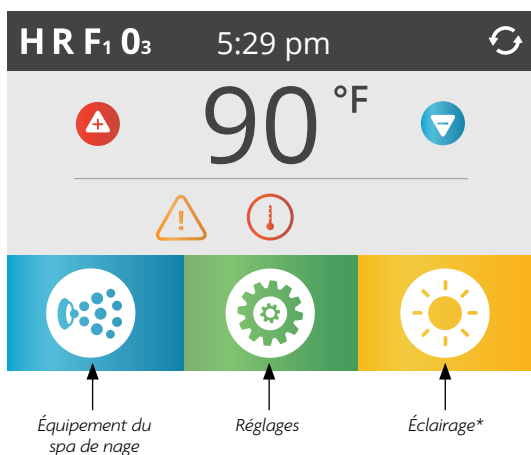 H R F₁ 0₃ 5:29 pm
90 °F
Équipement du
spa de nage
Réglages
Éclairage*